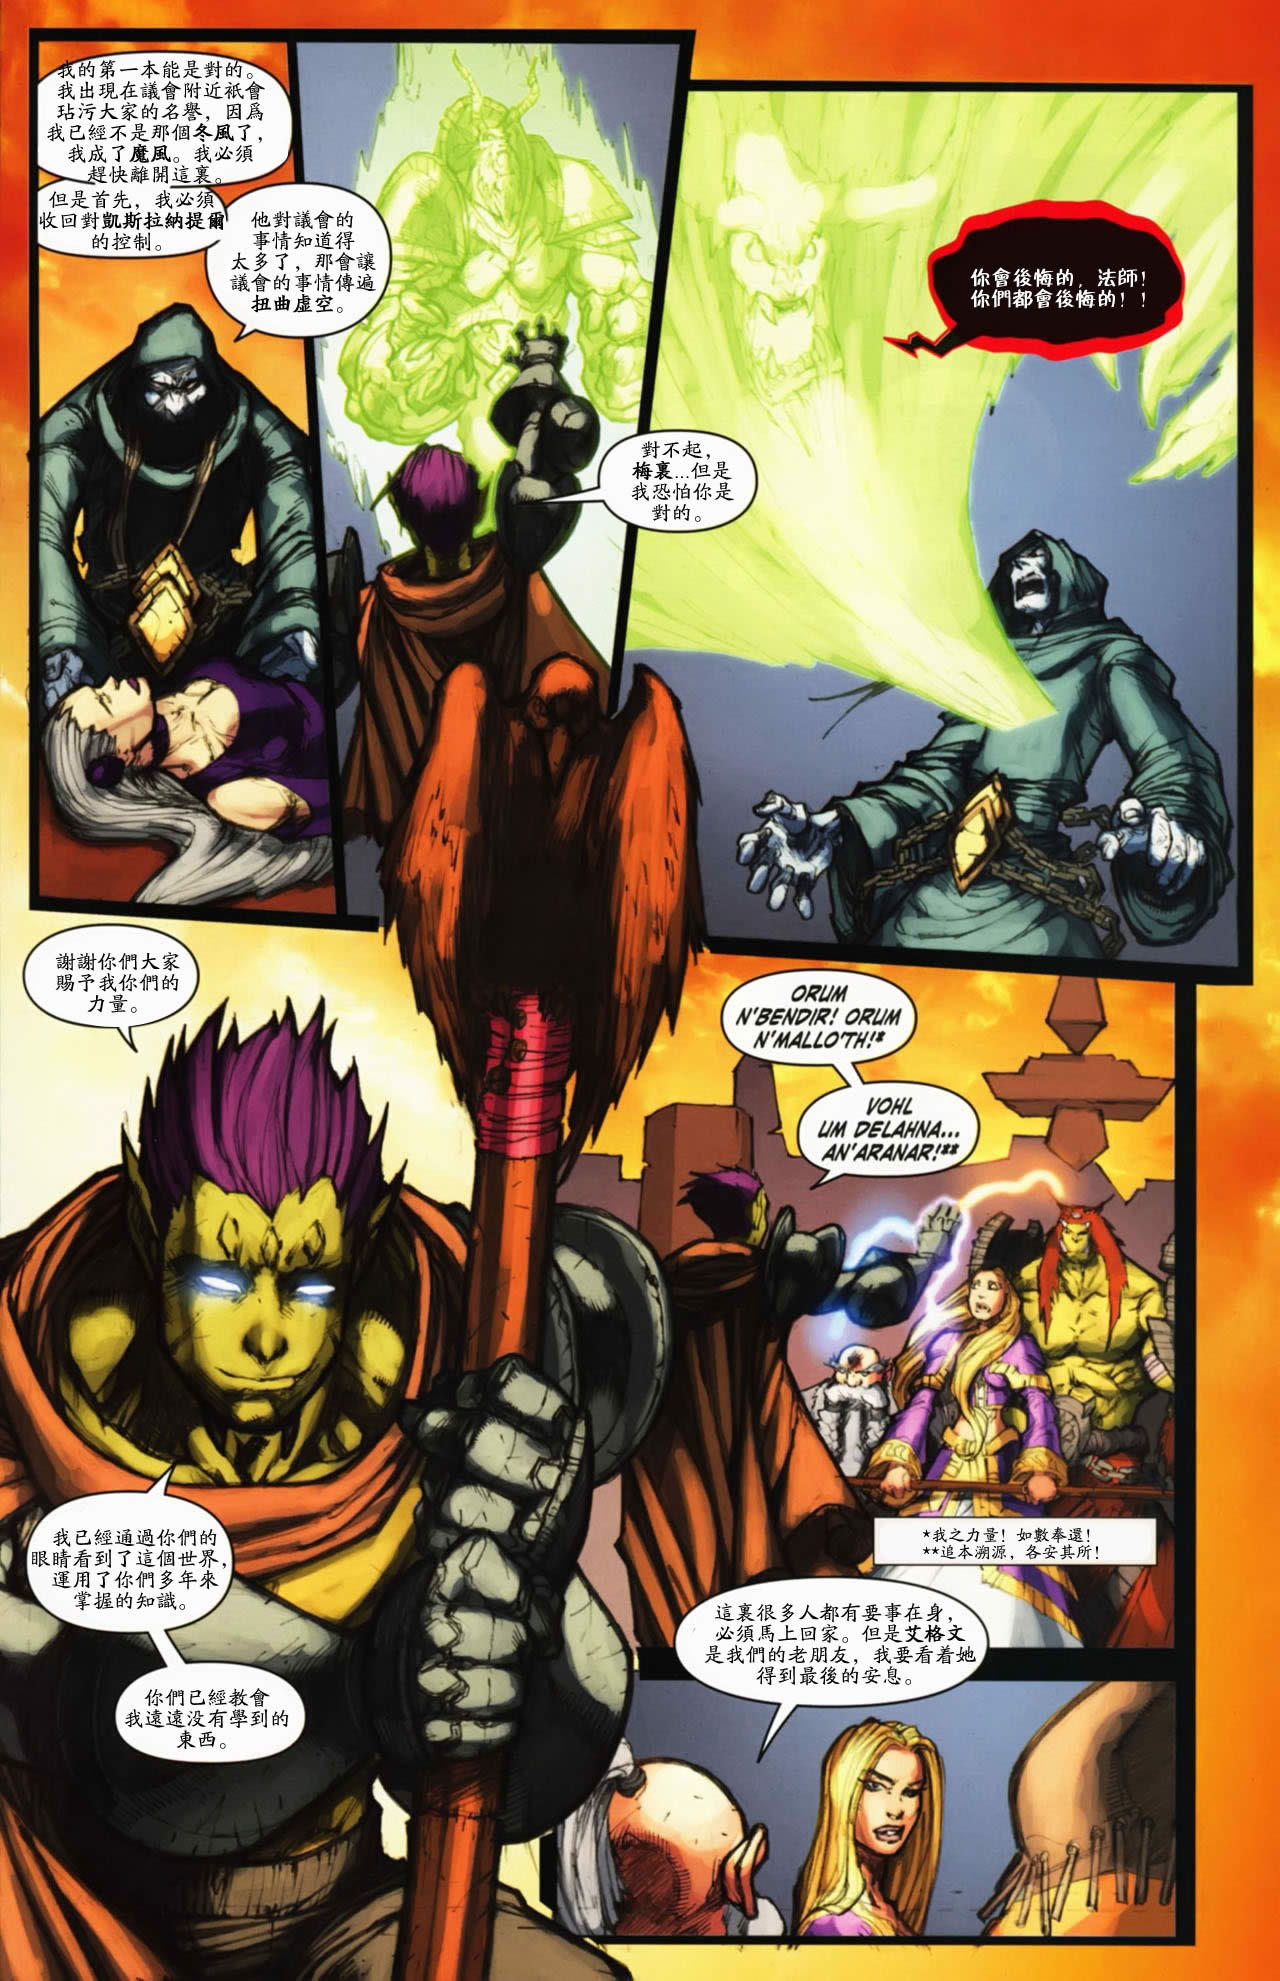 我的第一本能是對的。
我出現在議會附近衹會
玷污大家的名譽，因爲
我已經不是那個冬風了，
我成了魔風。我必須
趕快離開這裏。
但是首先，我必須
收回對凱斯拉納提爾
的控制。
他對議會的
事情知道得
太多了，那會讓
議會的事情傳遍
扭曲虛空。
對不起，
梅裏...但是
我恐怕你是
對的。
你會後悔的，法師！
你們都會後悔的！！
謝謝你們大家
賜予我你們的
力量。
我已經通過你們的
眼睛看到了這個世界，
運用了你們多年來
掌握的知識。
你們已經教會
我遠遠没有學到的
東西。
ORUM
N'BENDIR! ORUM
N'MALLO'TH!*
VOHL
UM DELAHNA...
AN'ARANAR!**
*我之力量！如數奉還！
**追本溯源，各安其所！
這裏很多人都有要事在身，
必須馬上回家。但是艾格文
是我們的老朋友，我要看着她
得到最後的安息。